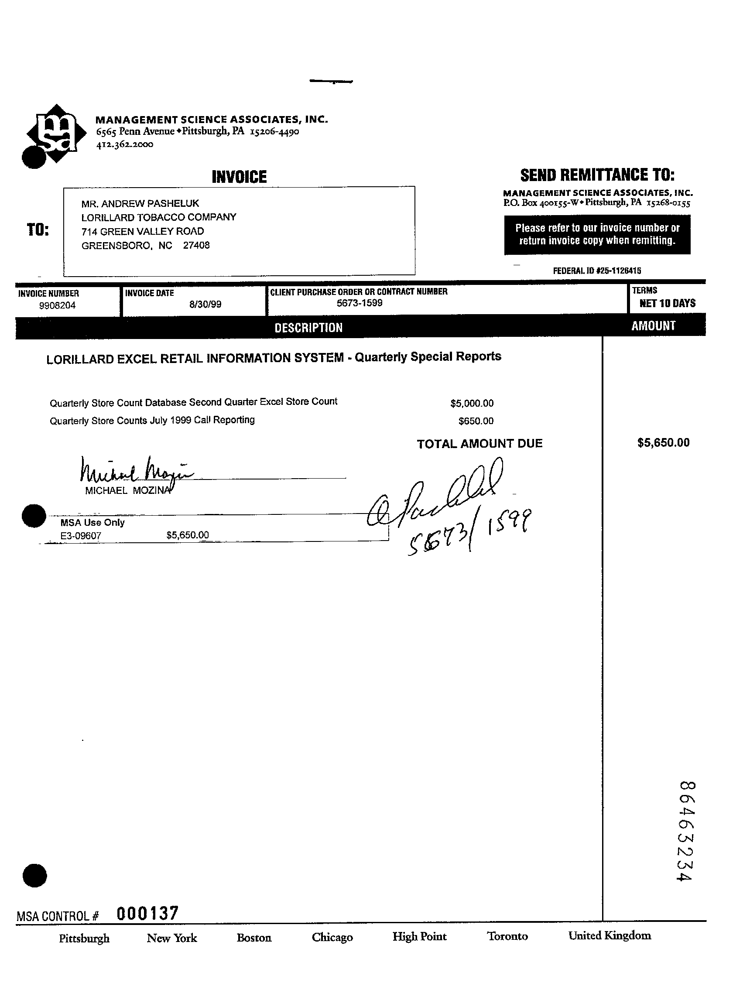 msa
MANAGEMENT SCIENCE ASSOCIATES, INC.
6565 Penn Avenue ♦ Pittsburgh, PA 15206-4490
412.362.2000
INVOICE
SEND REMITTANCE TO:
MANAGEMENT SCIENCE ASSOCIATES, INC.
P.O. Box 400155-W ♦ Pittsburgh, PA 15268-0155
TO:
MR. ANDREW PASHELUK
LORILLARD TOBACCO COMPANY
714 GREEN VALLEY ROAD
GREENSBORO, NC 27408
Please refer to our invoice number or
return invoice copy when remitting.
FEDERAL ID #25-1126415
INVOICE NUMBER INVOICE DATE CLIENT PURCHASE ORDER OR CONTRACT NUMBER TERMS
9908204 8/30/99 5673-1599 NET 10 DAYS
DESCRIPTION AMOUNT
LORILLARD EXCEL RETAIL INFORMATION SYSTEM - Quarterly Special Reports
Quarterly Store Count Database Second Quarter Excel Store Count $5,000.00
Quarterly Store Counts July 1999 Call Reporting $650.00
TOTAL AMOUNT DUE $5,650.00
Michael Mozina
MICHAEL MOZINA
A Pasheluk
5673/1599
MSA Use Only
E3-09607 $5,650.00
86463234
MSA CONTROL # 000137
Pittsburgh New York Boston Chicago High Point Toronto United Kingdom